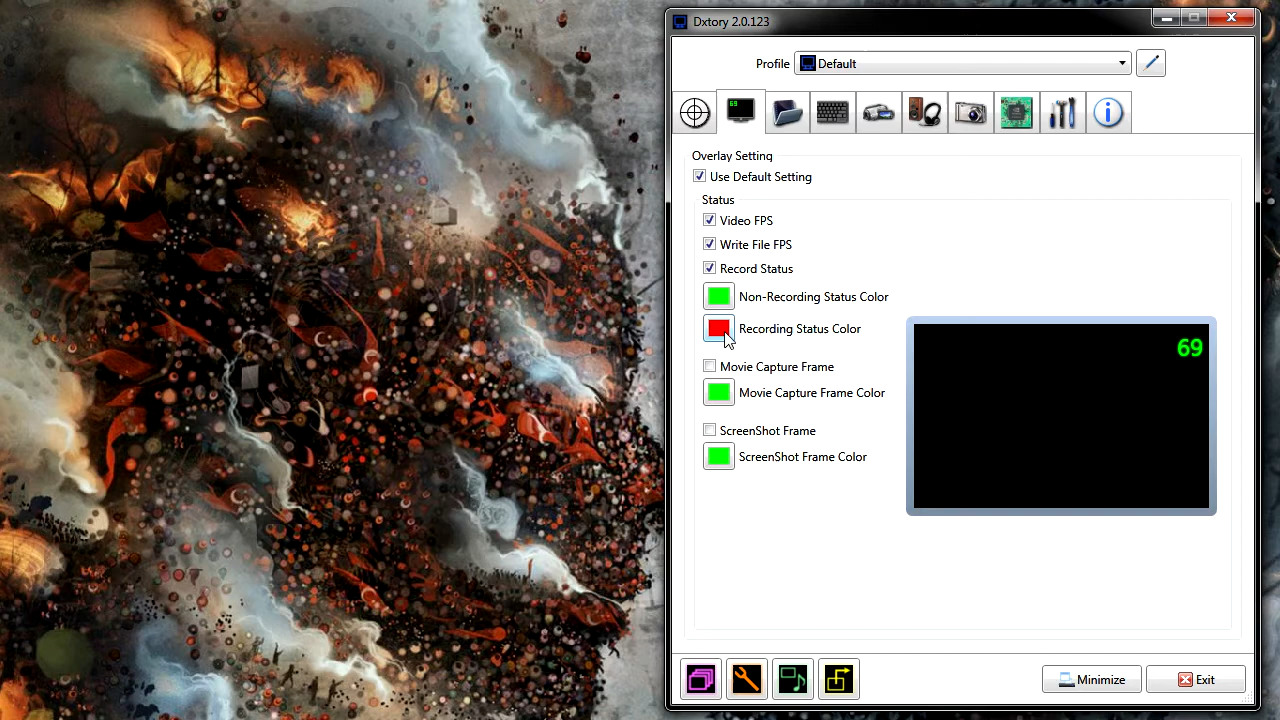 Dxtory 2.0.123
Profile
Default
69
Overlay Setting
Use Default Setting
Status
Video FPS
Write File FPS
Record Status
Non-Recording Status Color
Recording Status Color
69
Movie Capture Frame
Movie Capture Frame Color
ScreenShot Frame
ScreenShot Frame Color
Minimize
Exit